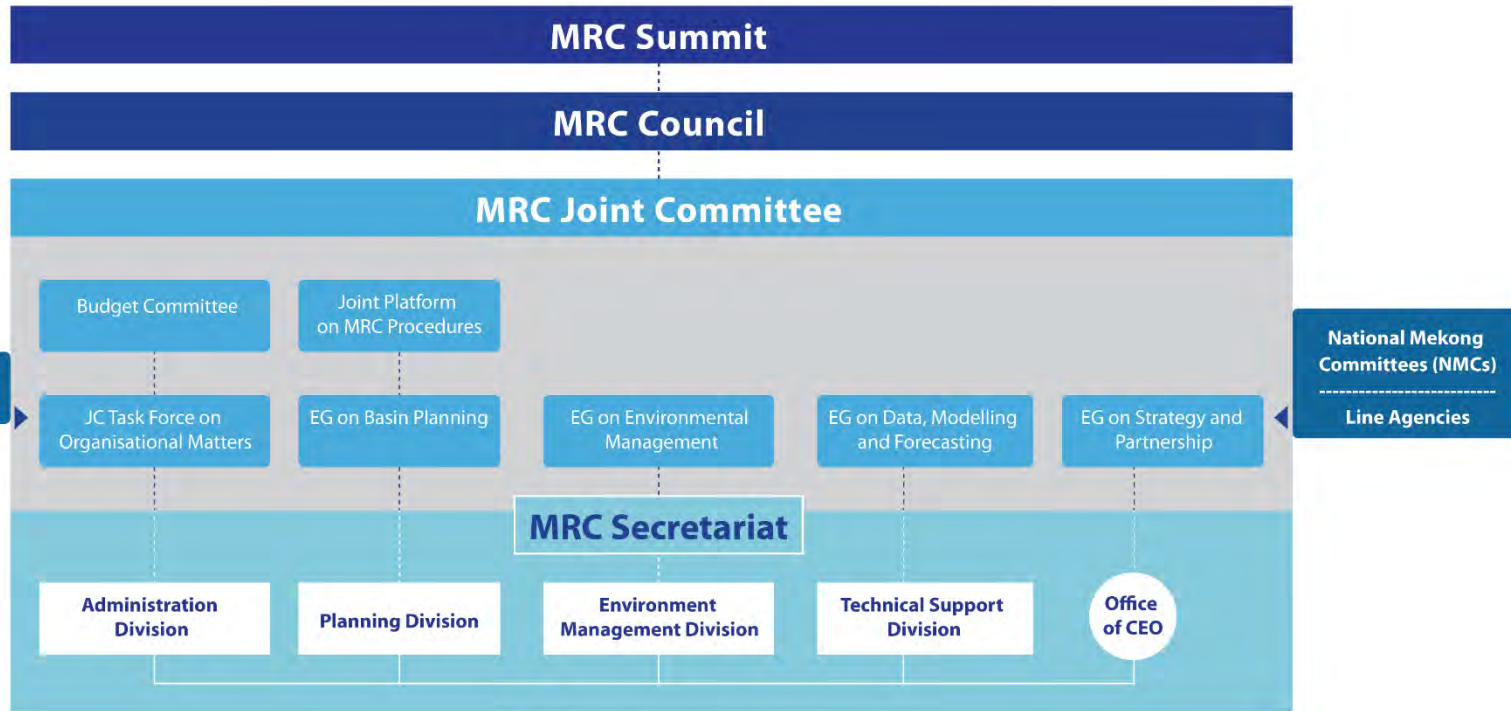 MRC Summit
MRC Council
MRC Joint Committee
Budget Committee
Joint Platform
on MRC Procedures
JC Task Force on
Organisational Matters
EG on Basin Planning
EG on Environmental
Management
EG on Data, Modelling
and Forecasting
EG on Strategy and
Partnership
National Mekong
Committees (NMCs)
Line Agencies
MRC Secretariat
Administration
Division
Planning Division
Environment
Management Division
Technical Support
Division
Office
of CEO